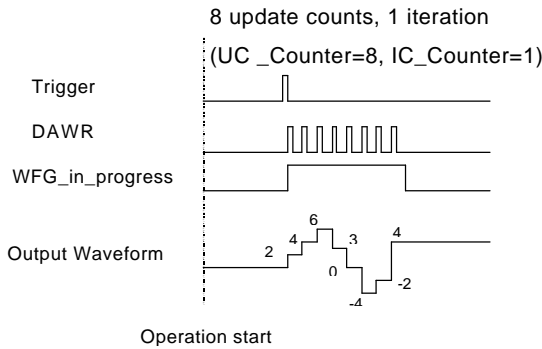 8 update counts, 1 iteration
(UC _Counter=8, IC_Counter=1)
Trigger
DAWR
WFG_in_progress
6
4
3
4
Output Waveform
2
0
-2
-4
Operation start